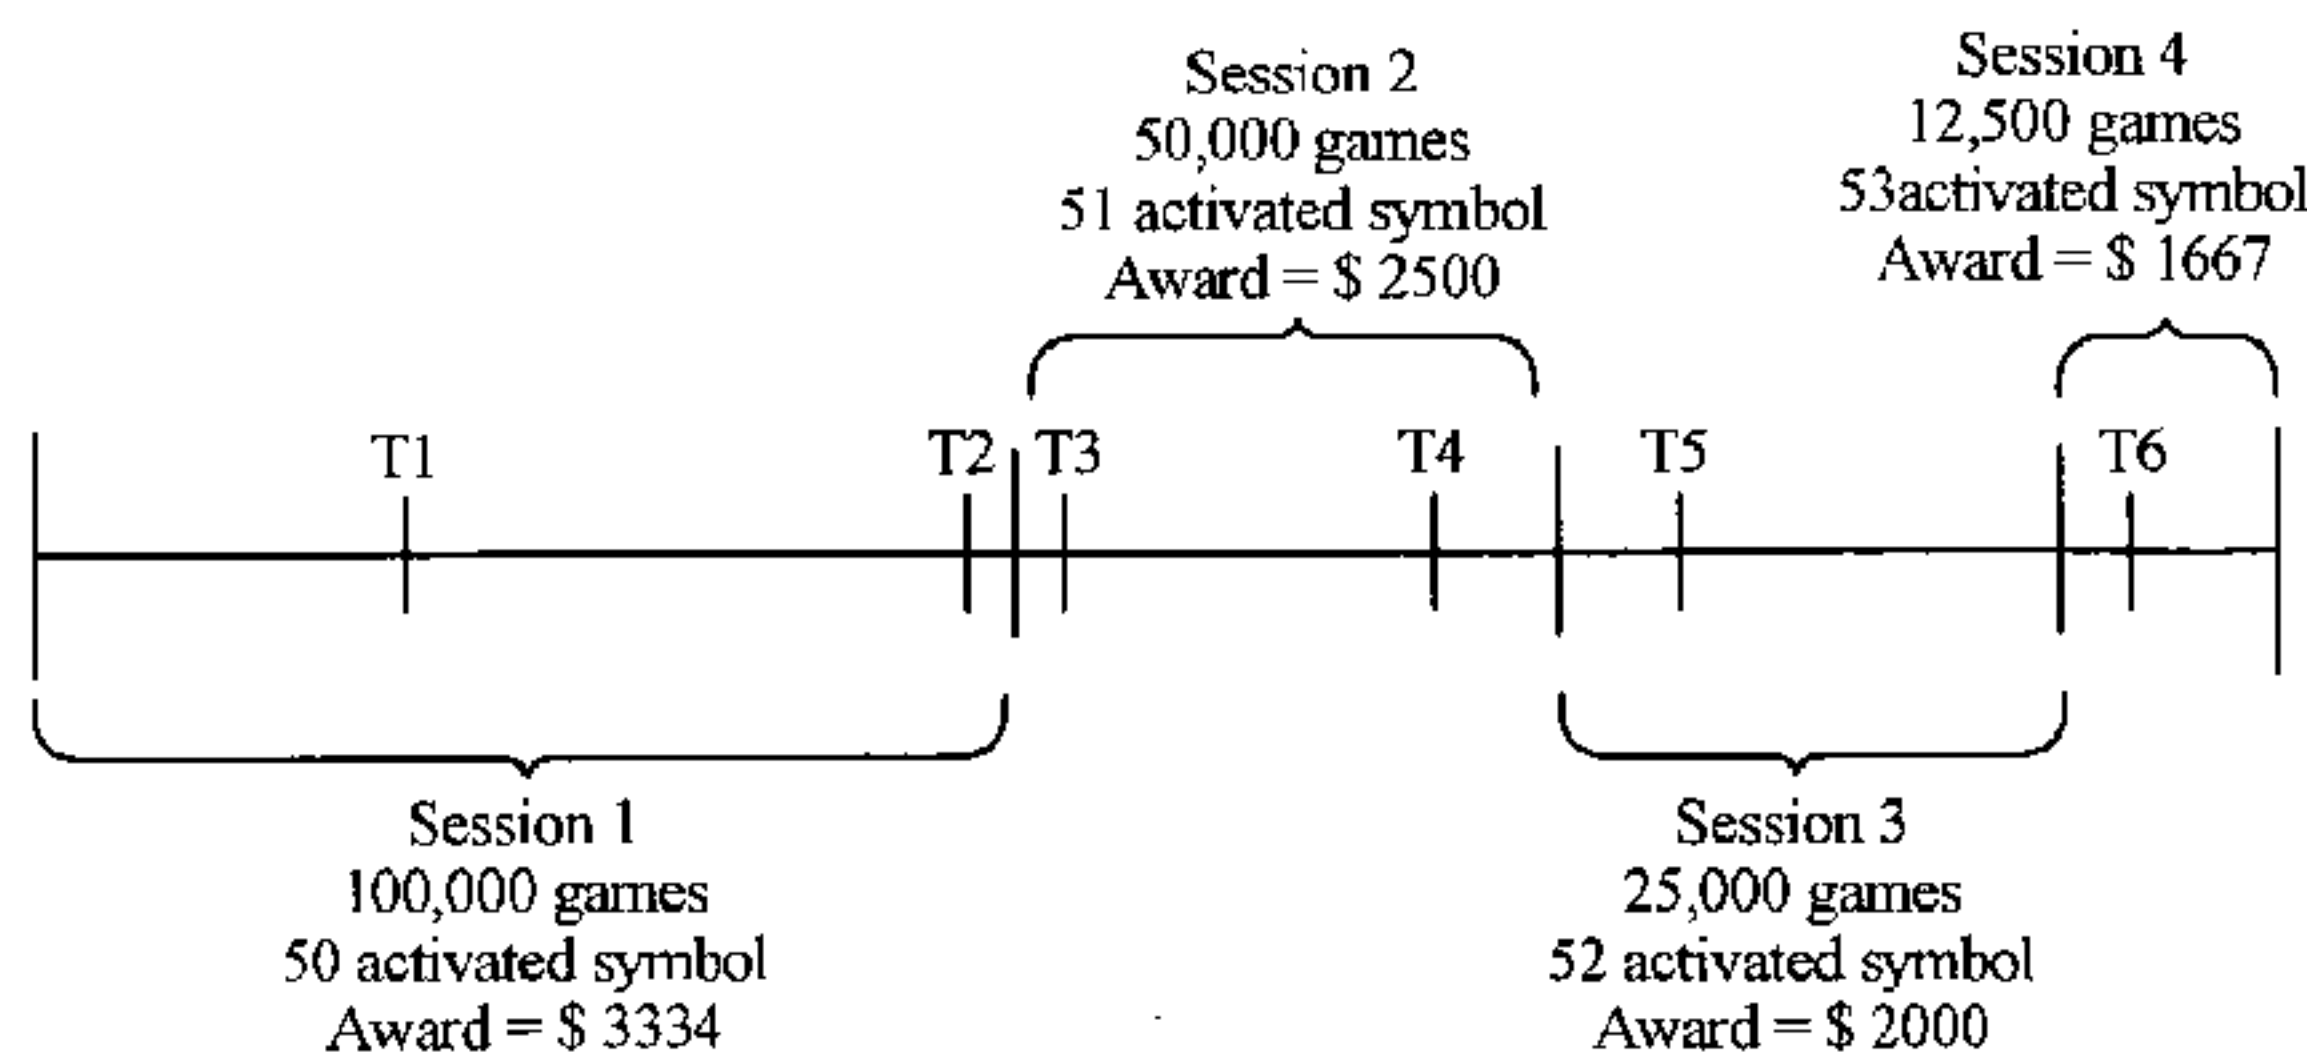 Session 2
50,000 games
51 activated symbol
Award = $ 2500
Session 4
12,500 games
53activated symbol
Award = $ 1667
T1
T2
T3
T4
T5
T6
Session 1
100,000 games
50 activated symbol
Award = $ 3334
Session 3
25,000 games
52 activated symbol
Award = $ 2000